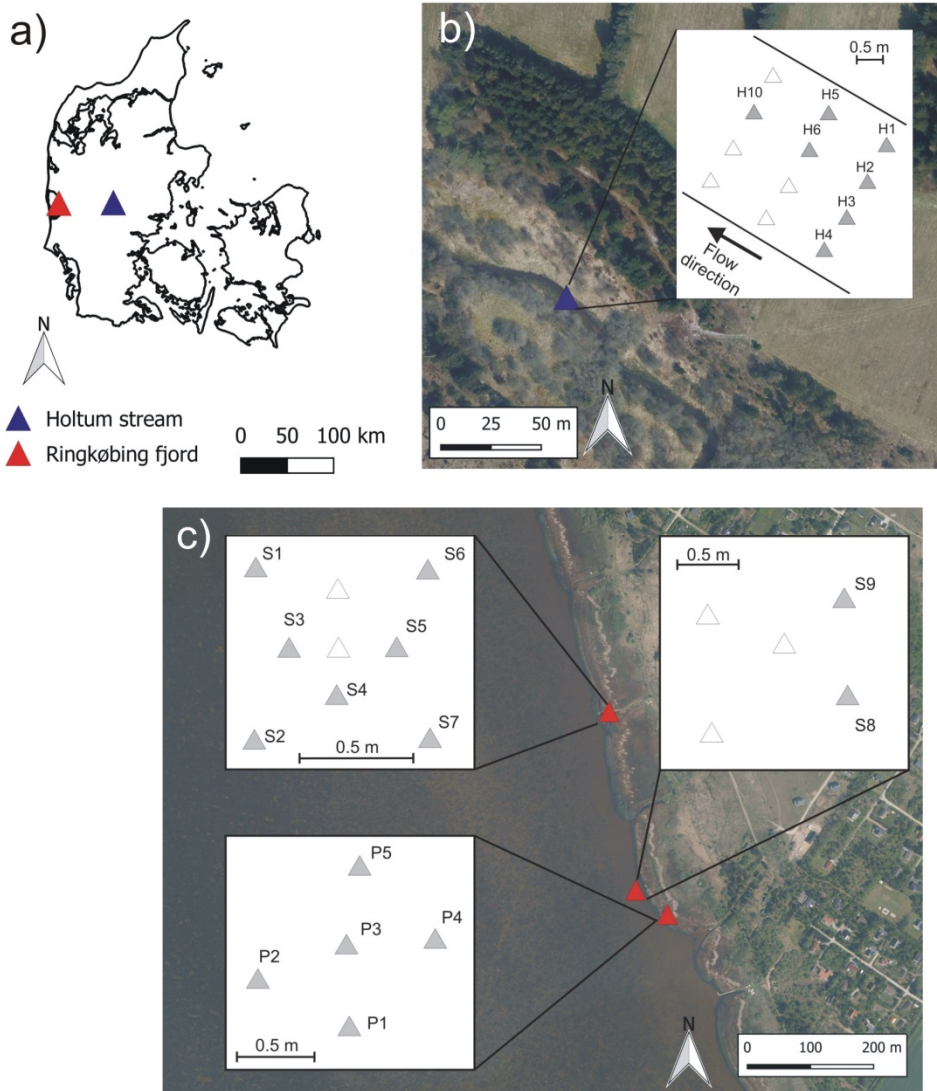 a)
N
Holtum stream
Ringkøbing fjord
0 50 100 km
b)
0.5 m
H10
H5
H1
H6
H2
H3
H4
Flow
direction
N
0 25 50 m
c)
S1
S6
S3
S5
S4
S2
S7
0.5 m
0.5 m
S9
S8
P5
P4
P3
P2
P1
0.5 m
N
0 100 200 m